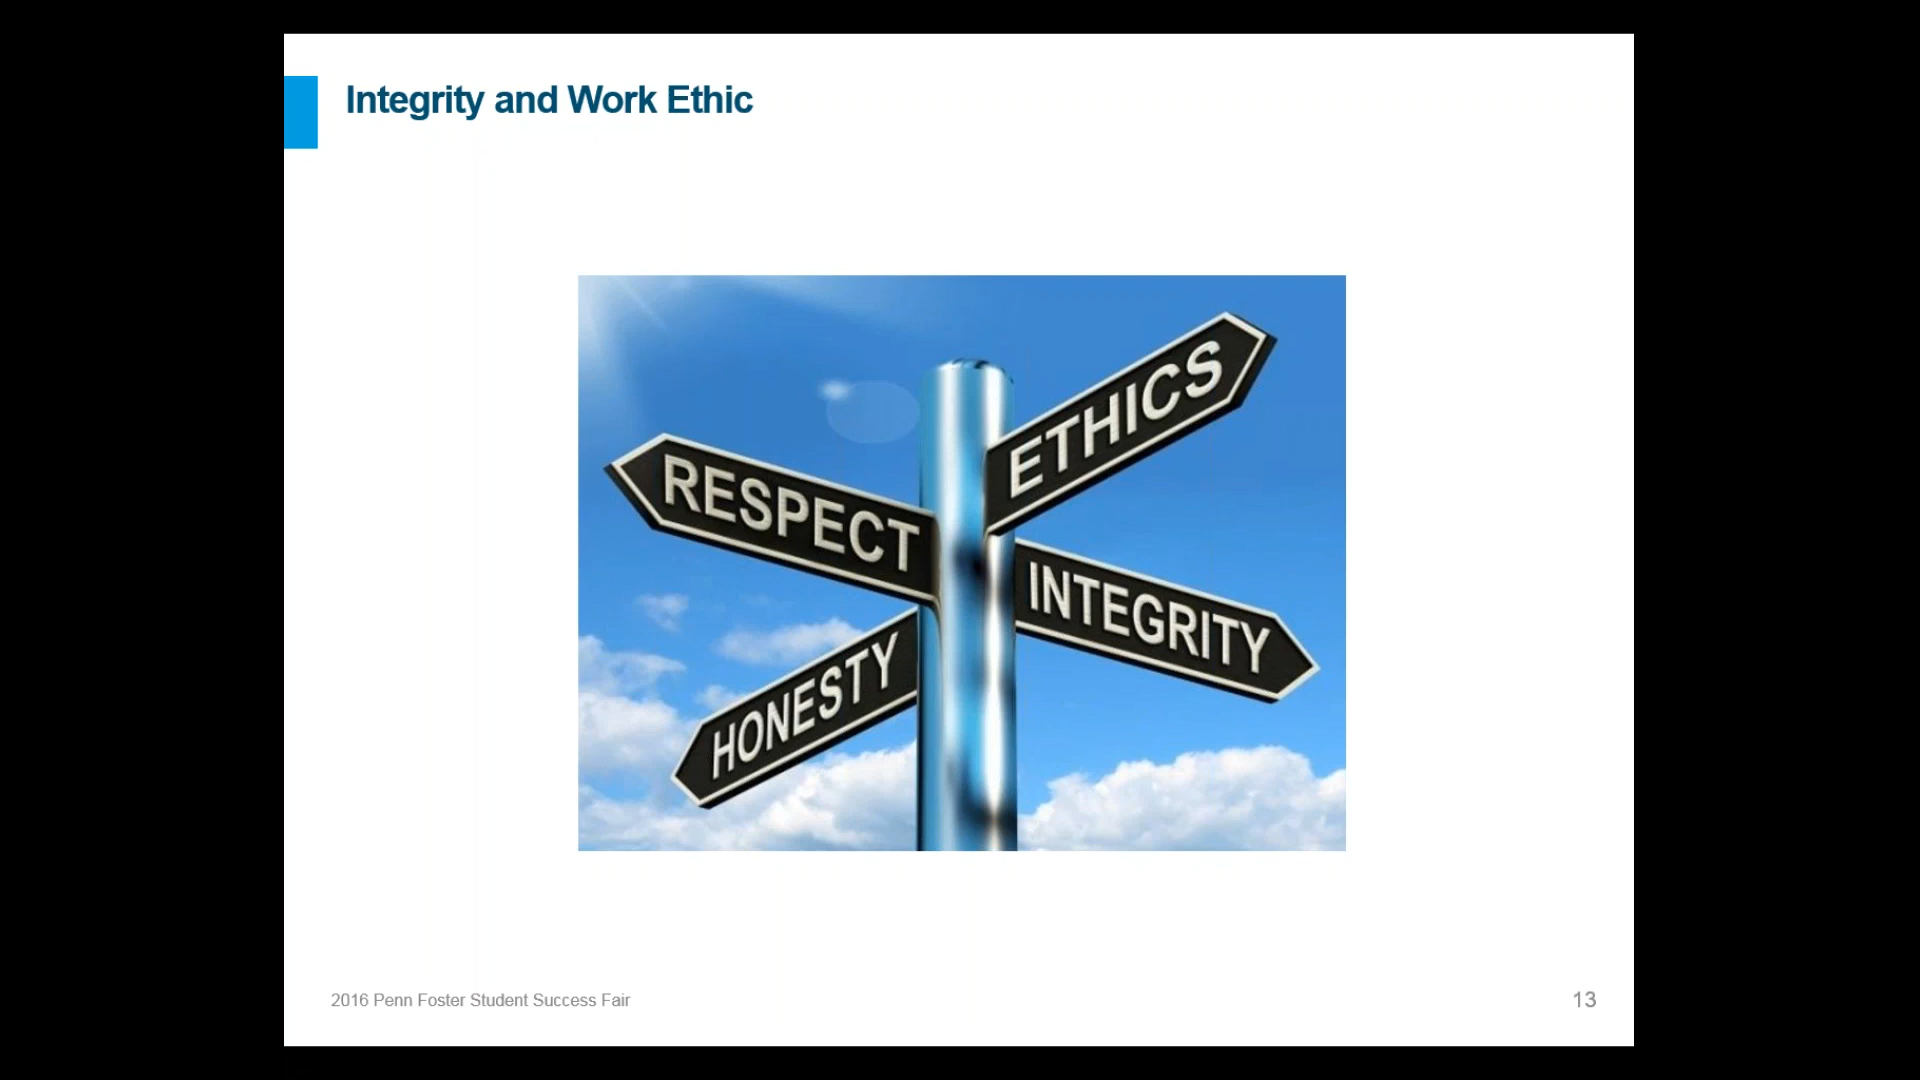 Integrity and Work Ethic
ETHICS
RESPECT
INTEGRITY
HONESTY
2016 Penn Foster Student Success Fair
13